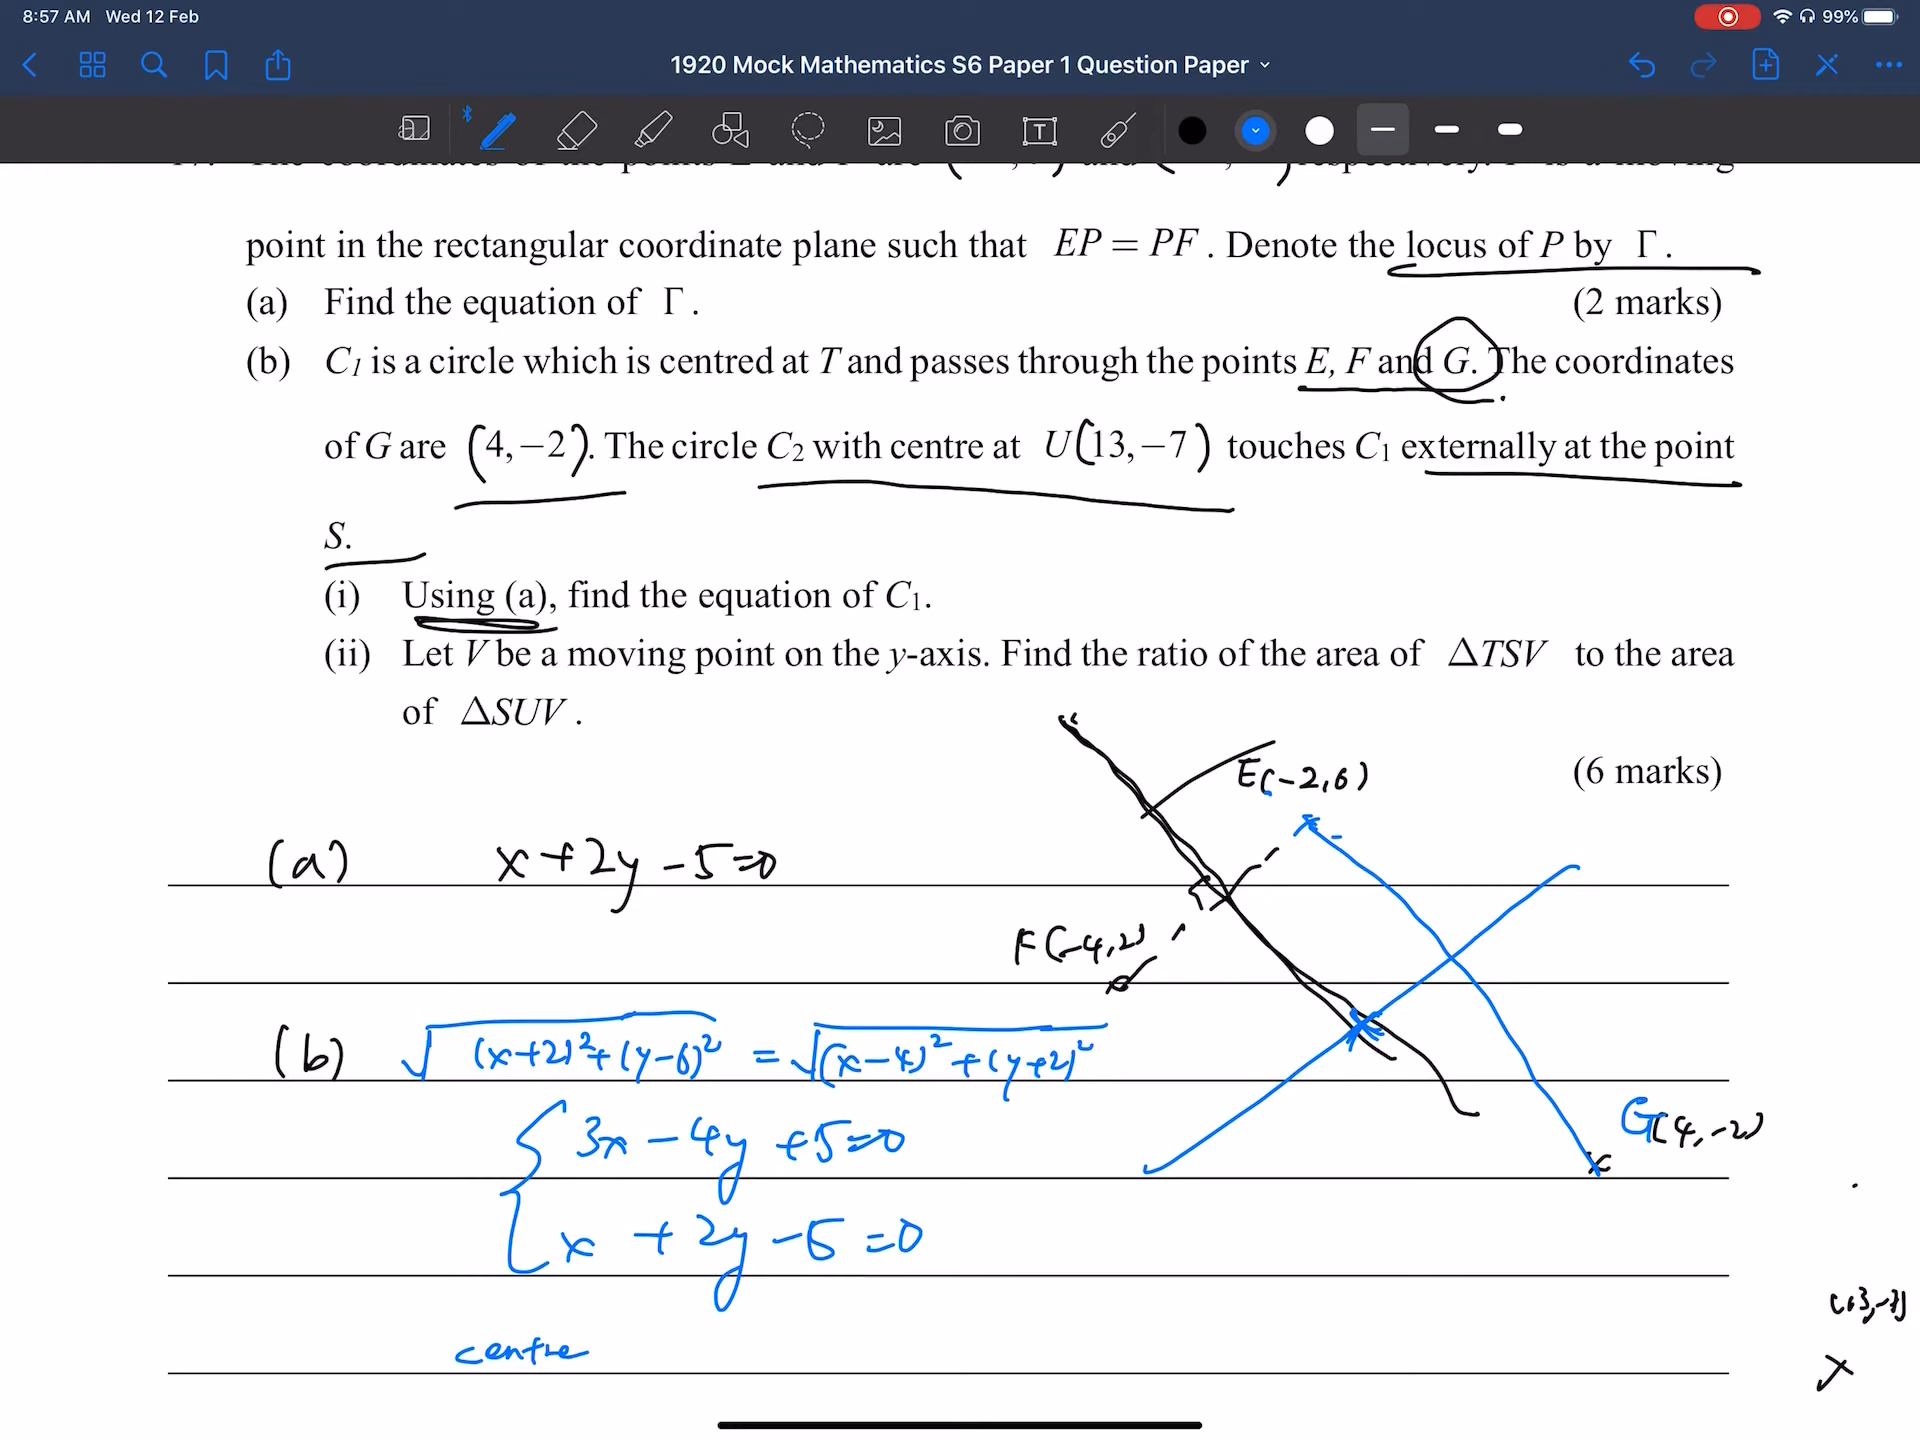 8:57 AM Wed 12 Feb
99%
1920 Mock Mathematics S6 Paper 1 Question Paper
point in the rectangular coordinate plane such that EP = PF. Denote the locus of P by Γ.
(a) Find the equation of Γ. (2 marks)
(b) C₁ is a circle which is centred at T and passes through the points E, F and G. The coordinates
of G are (4,−2). The circle C₂ with centre at U(13,−7) touches C₁ externally at the point
S.
(i) Using (a), find the equation of C₁.
(ii) Let V be a moving point on the y-axis. Find the ratio of the area of ΔTSV to the area
of ΔSUV.
(6 marks)
E(-2,6)
(a) x+2y-5=0
F(-4,2)
(b) √(x+2)²+(y-6)² = √(x-4)²+(y+2)²
3x-4y+5=0
G(4,-2)
x+2y-5=0
(13,-7)
centre